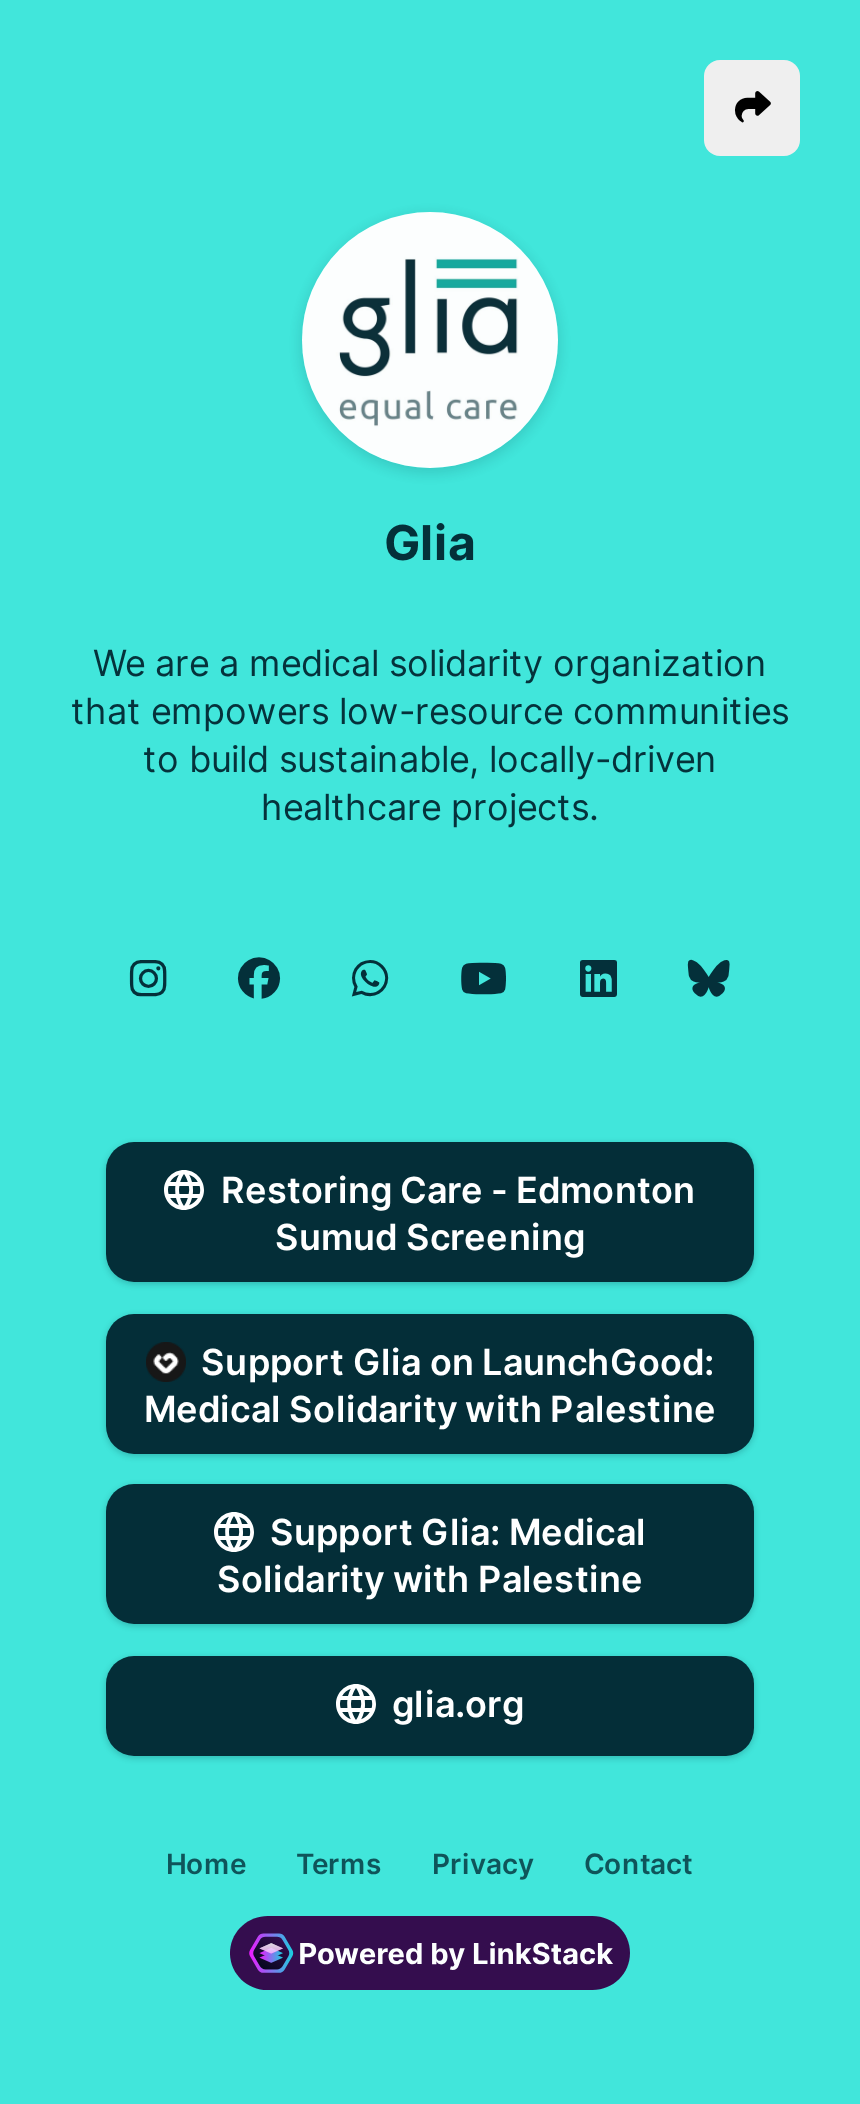 glia
equal care
Glia
We are a medical solidarity organization
that empowers low-resource communities
to build sustainable, locally-driven
healthcare projects.
Restoring Care - Edmonton
Sumud Screening
Support Glia on LaunchGood:
Medical Solidarity with Palestine
Support Glia: Medical
Solidarity with Palestine
glia.org
Home Terms Privacy Contact
Powered by LinkStack